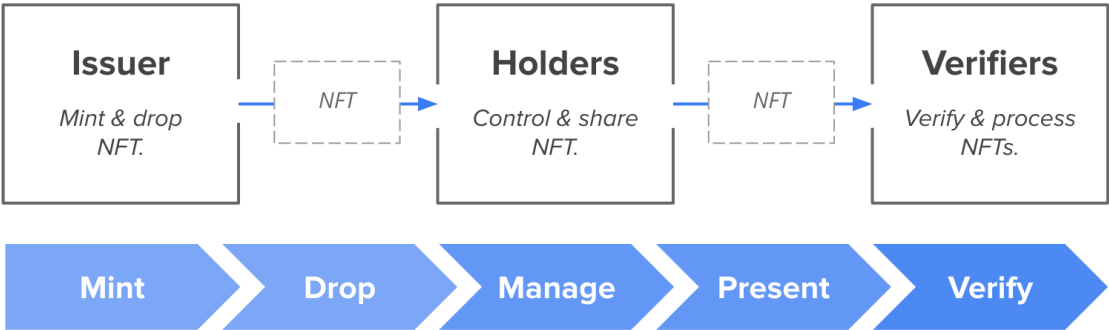 Issuer
Mint & drop
NFT.
NFT
Holders
Control & share
NFT.
NFT
Verifiers
Verify & process
NFTs.
Mint
Drop
Manage
Present
Verify